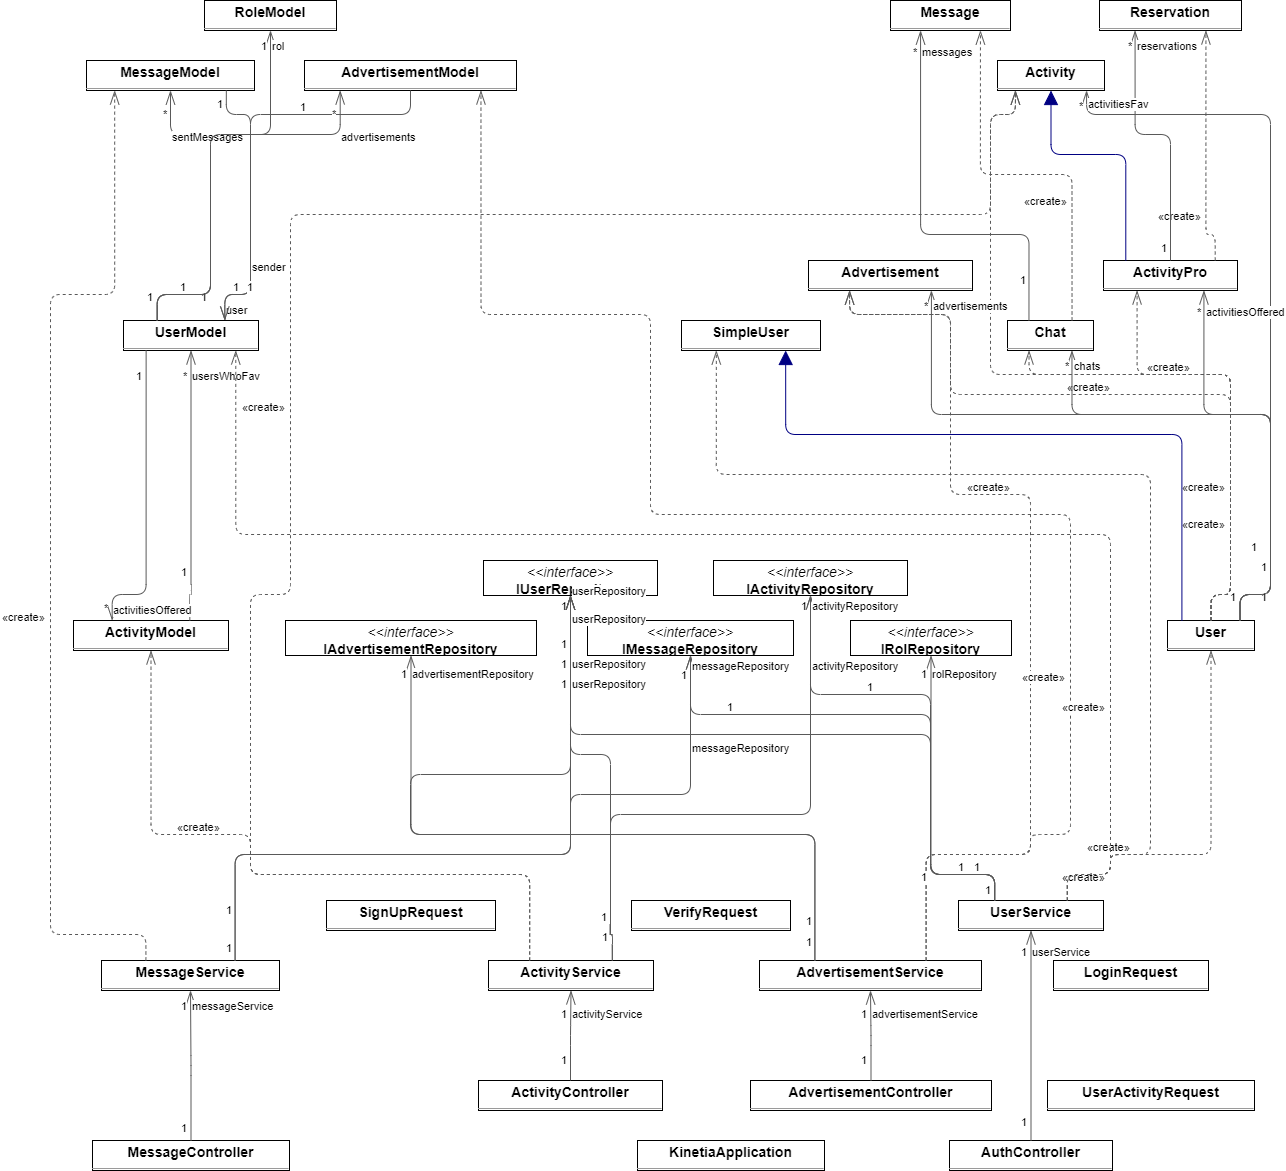 RoleModel
Message
Reservation
1 rol
* messages
* reservations
MessageModel
AdvertisementModel
Activity
1
1
*
*
* activitiesFav
sentMessages
advertisements
«create»
«create»
1
sender
Advertisement
ActivityPro
1
1
1
1
1
1
user
* advertisements
* activitiesOffered
UserModel
SimpleUser
Chat
1
* usersWhoFav
* chats
«create»
«create»
«create»
«create»
«create»
«create»
1
1
<<interface>>
IUserRe
<<interface>>
IActivityRepository
1
userRepository
1
1 activityRepository
1
1
* activitiesOffered
«create»
userRepository
ActivityModel
<<interface>>
IAdvertisementRepository
<<interface>>
IMessageRepository
<<interface>>
IRolRepository
User
1
1 userRepository
1 userRepository
1 advertisementRepository
1 messageRepository
activityRepository
1 rolRepository
«create»
1
1
«create»
messageRepository
«create»
«create»
1 1
1
1
«create»
SignUpRequest
VerifyRequest
UserService
1
1
1
1
1
1
1 userService
MessageService
ActivityService
AdvertisementService
LoginRequest
1 messageService
1 activityService
1 advertisementService
1
1
ActivityController
AdvertisementController
UserActivityRequest
1
1
MessageController
KinetiaApplication
AuthController